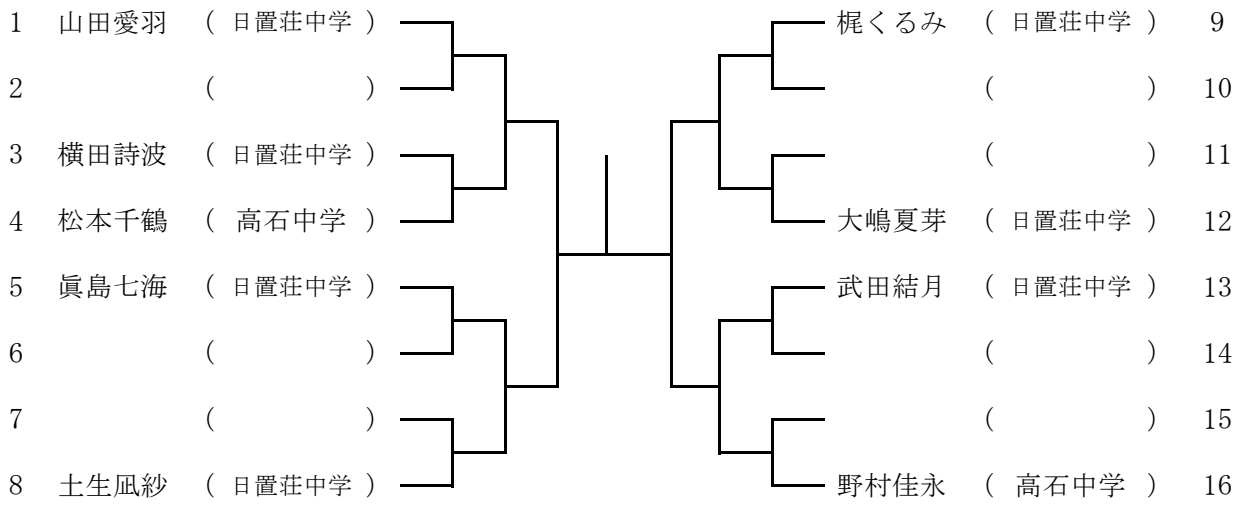 1 山田愛羽 ( 日置荘中学 ) 梶くるみ ( 日置荘中学 ) 9
2 ( ) ( ) 10
3 横田詩波 ( 日置荘中学 ) ( ) 11
4 松本千鶴 ( 高石中学 ) 大嶋夏芽 ( 日置荘中学 ) 12
5 眞島七海 ( 日置荘中学 ) 武田結月 ( 日置荘中学 ) 13
6 ( ) ( ) 14
7 ( ) ( ) 15
8 土生凪紗 ( 日置荘中学 ) 野村佳永 ( 高石中学 ) 16